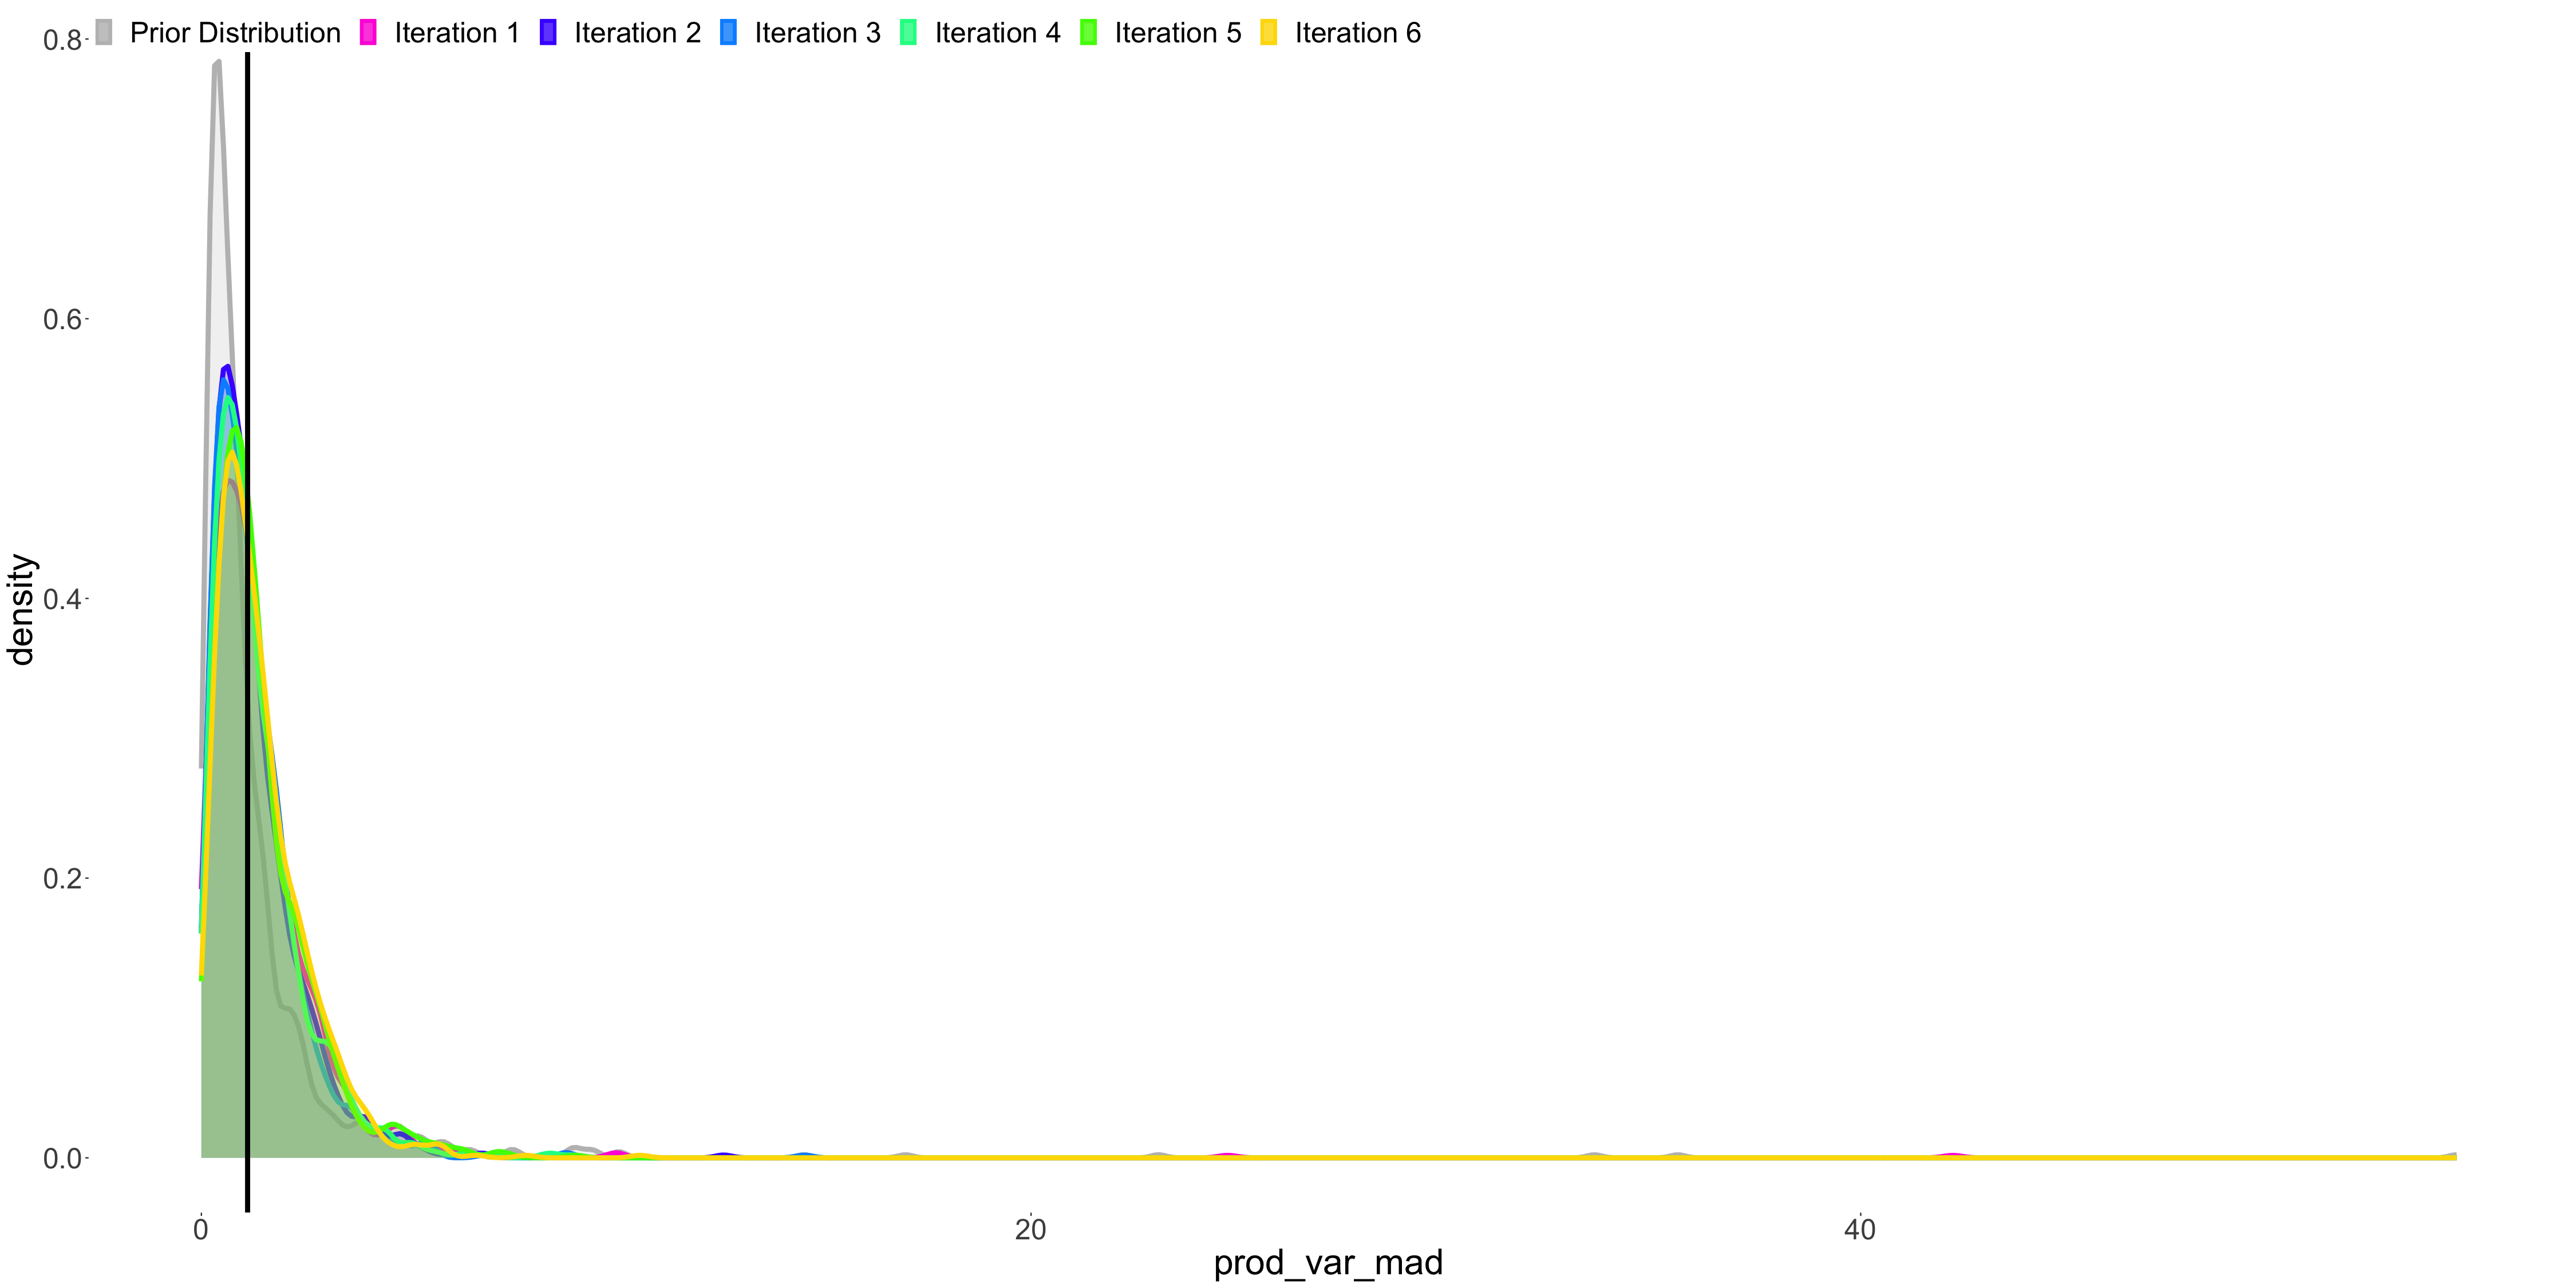 Prior Distribution Iteration 1 Iteration 2 Iteration 3 Iteration 4 Iteration 5 Iteration 6
0.8
0.6
0.4
0.2
0.0
density
0 20 40
prod_var_mad